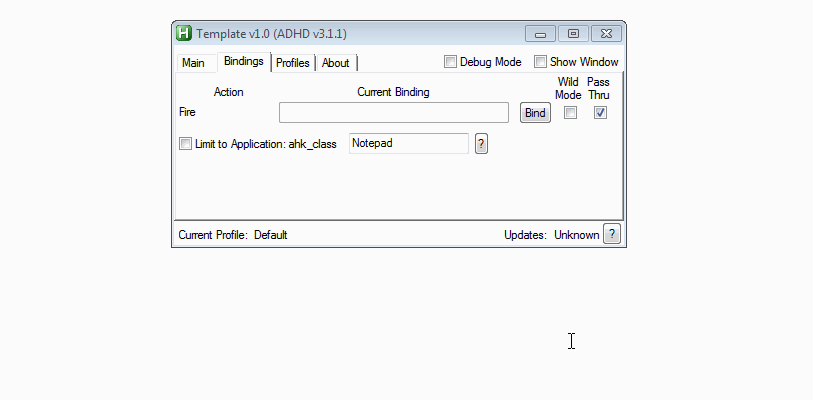 H Template v1.0 (ADHD v3.1.1)
Main Bindings Profiles About Debug Mode Show Window
Action Current Binding Wild Mode Pass Thru
Fire Bind
Limit to Application: ahk_class Notepad ?
Current Profile: Default Updates: Unknown ?